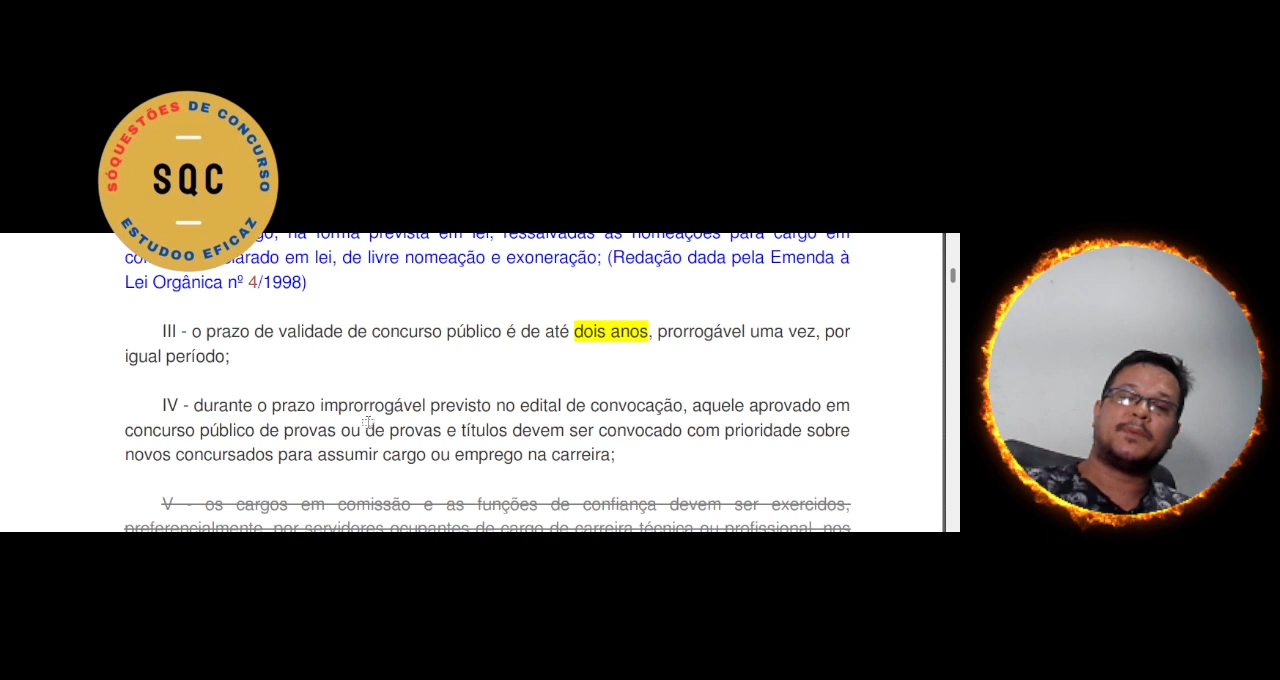 SÓQUESTÕES DE CONCURSO
SQC
ESTUDOO EFICAZ
na forma prevista em lei, ressalvadas as nomeações para cargo em
em lei, de livre nomeação e exoneração; (Redação dada pela Emenda à
Lei Orgânica nº 4/1998)
III - o prazo de validade de concurso público é de até dois anos, prorrogável uma vez, por
igual período;
IV - durante o prazo improrrogável previsto no edital de convocação, aquele aprovado em
concurso público de provas ou de provas e títulos devem ser convocado com prioridade sobre
novos concursados para assumir cargo ou emprego na carreira;
V - os cargos em comissão e as funções de confiança devem ser exercidos,
preferencialmente, por servidores ocupantes de cargo de carreira técnica ou profissional, nos